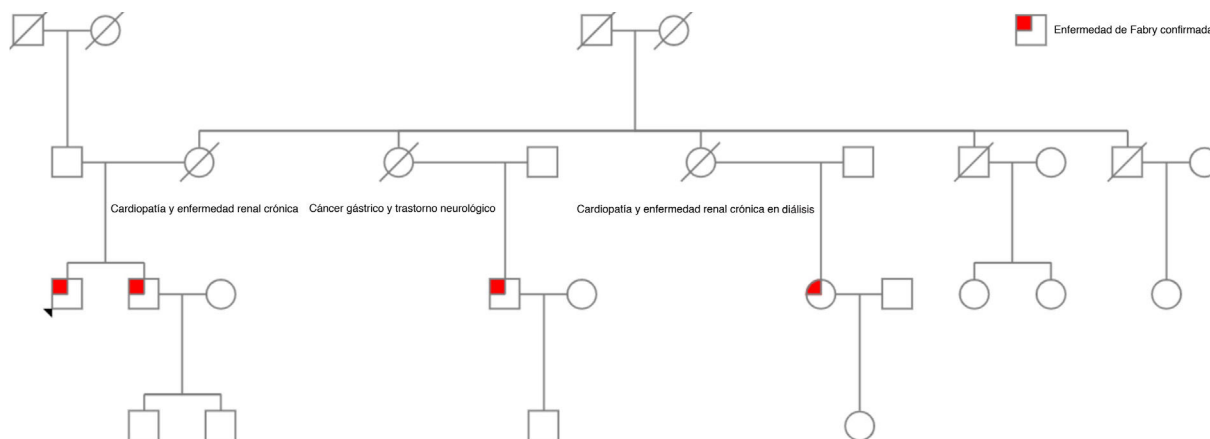 Enfermedad de Fabry confirmada
Cardiopatía y enfermedad renal crónica
Cáncer gástrico y trastorno neurológico
Cardiopatía y enfermedad renal crónica en diálisis